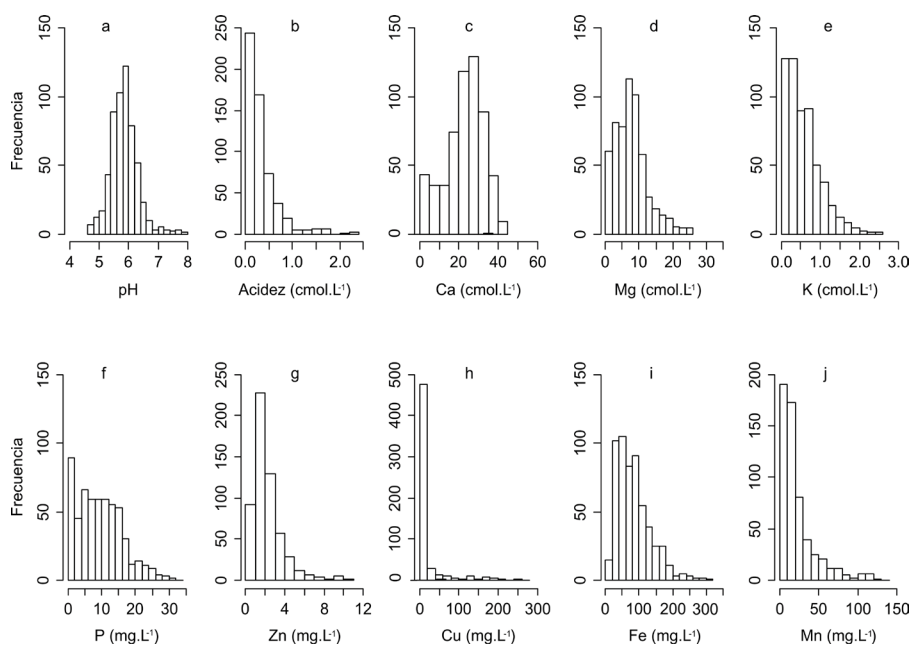 a
b
c
d
e
Frecuencia
150
100
50
0
250
200
150
100
50
0
150
100
50
0
150
100
50
0
150
100
50
0
4 5 6 7 8
0.0 1.0 2.0
0 20 40 60
0 10 20 30
0.0 1.0 2.0 3.0
pH
Acidez (cmol.L-1)
Ca (cmol.L-1)
Mg (cmol.L-1)
K (cmol.L-1)
f
g
h
i
j
Frecuencia
150
100
50
0
250
200
150
100
50
0
500
400
300
200
100
0
150
100
50
0
200
150
100
50
0
0 10 20 30
0 4 8 12
0 100 200 300
0 100 200 300
0 50 100 150
P (mg.L-1)
Zn (mg.L-1)
Cu (mg.L-1)
Fe (mg.L-1)
Mn (mg.L-1)